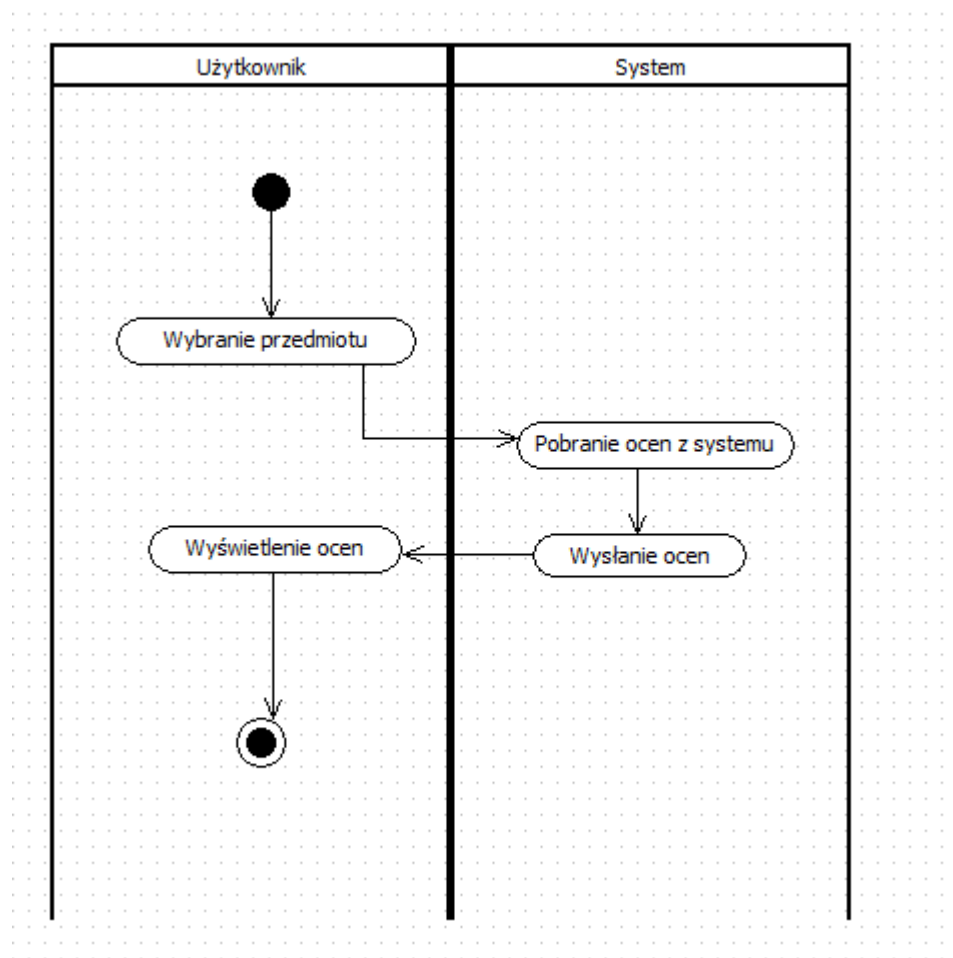 Użytkownik
System
Wybranie przedmiotu
Pobranie ocen z systemu
Wysłanie ocen
Wyświetlenie ocen